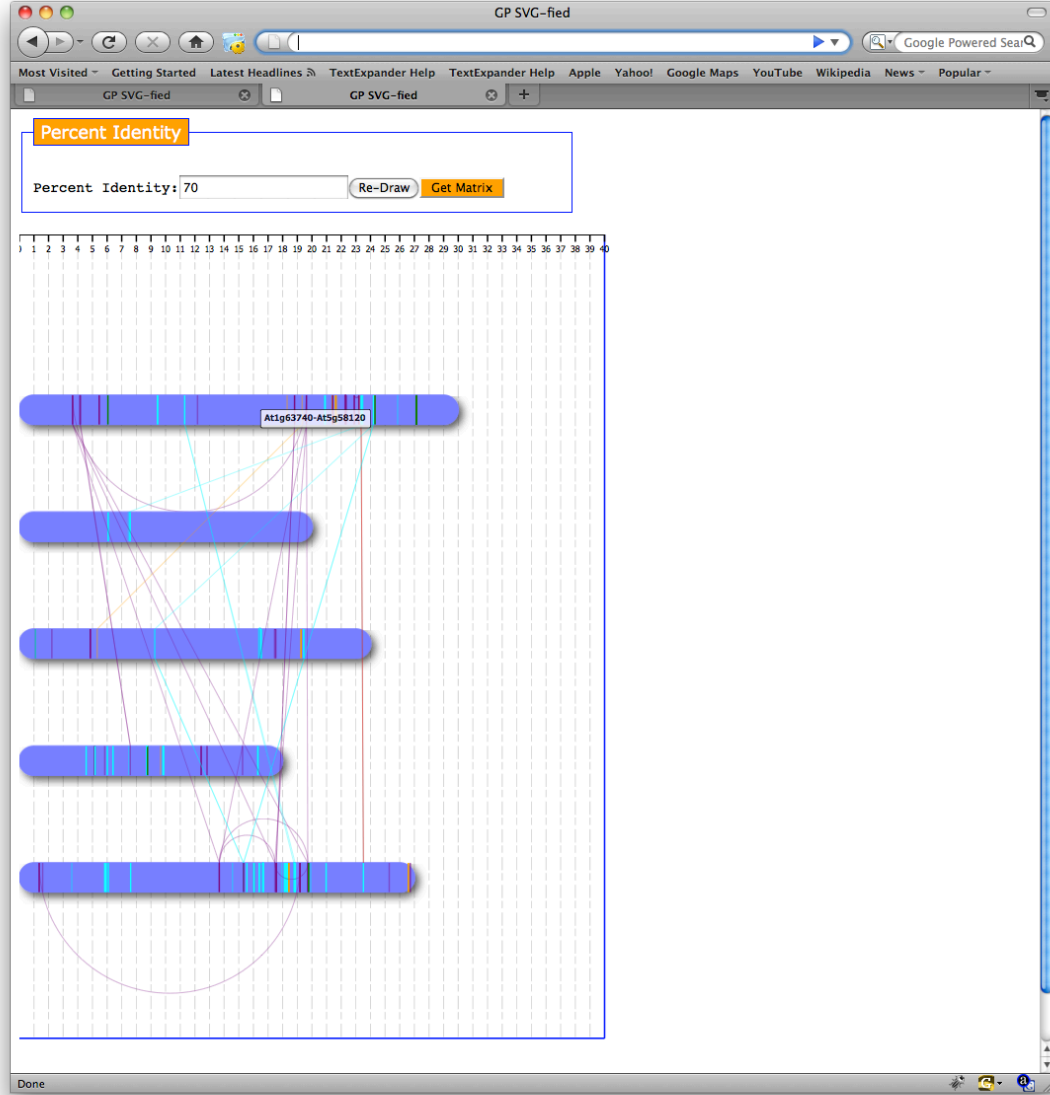 GP SVG-fied
Google Powered Sear
Most Visited Getting Started Latest Headlines TextExpander Help TextExpander Help Apple Yahoo! Google Maps YouTube Wikipedia News Popular
GP SVG-fied GP SVG-fied +
Percent Identity
Percent Identity: 70 Re-Draw Get Matrix
1 2 3 4 5 6 7 8 9 10 11 12 13 14 15 16 17 18 19 20 21 22 23 24 25 26 27 28 29 30 31 32 33 34 35 36 37 38 39 40
At1g63740-At5g58120
Done